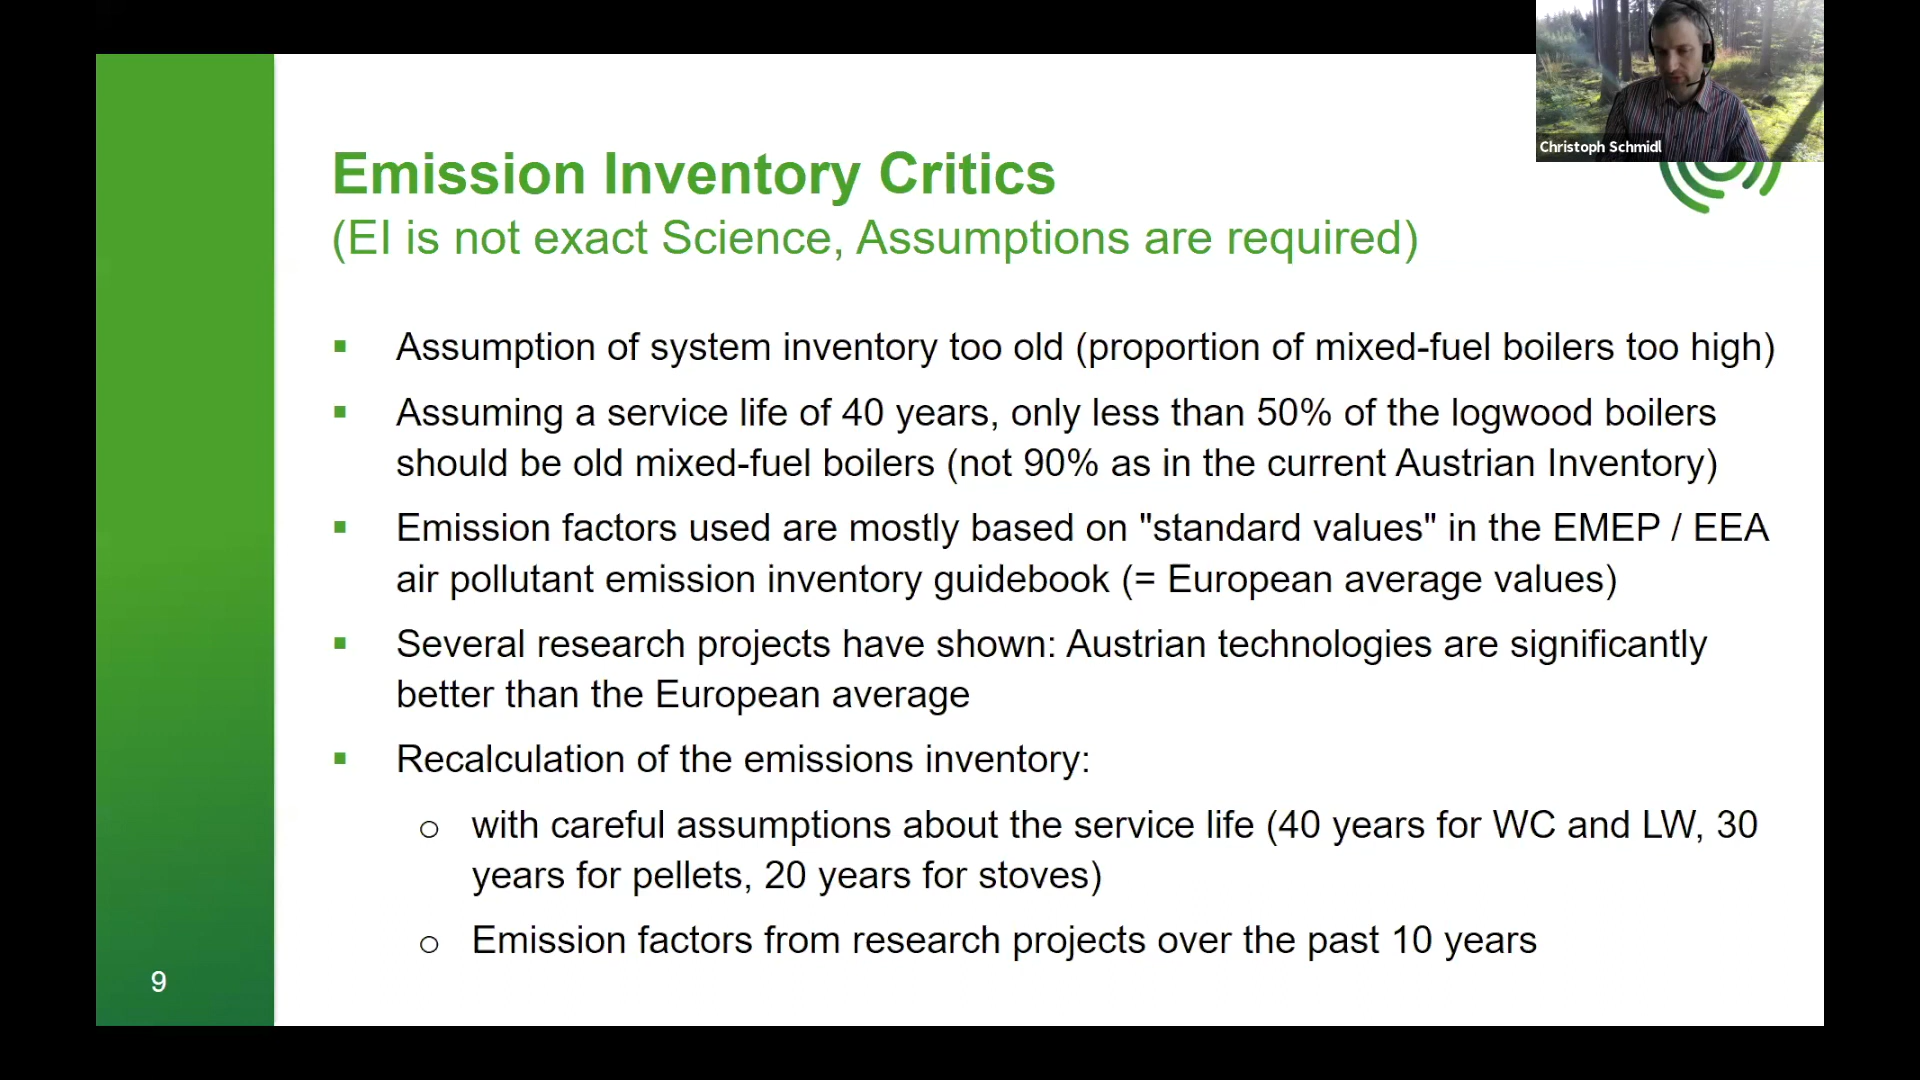 Christoph Schmidl
Emission Inventory Critics
(EI is not exact Science, Assumptions are required)
▪ Assumption of system inventory too old (proportion of mixed-fuel boilers too high)
▪ Assuming a service life of 40 years, only less than 50% of the logwood boilers
should be old mixed-fuel boilers (not 90% as in the current Austrian Inventory)
▪ Emission factors used are mostly based on "standard values" in the EMEP / EEA
air pollutant emission inventory guidebook (= European average values)
▪ Several research projects have shown: Austrian technologies are significantly
better than the European average
▪ Recalculation of the emissions inventory:
o with careful assumptions about the service life (40 years for WC and LW, 30
years for pellets, 20 years for stoves)
o Emission factors from research projects over the past 10 years
9